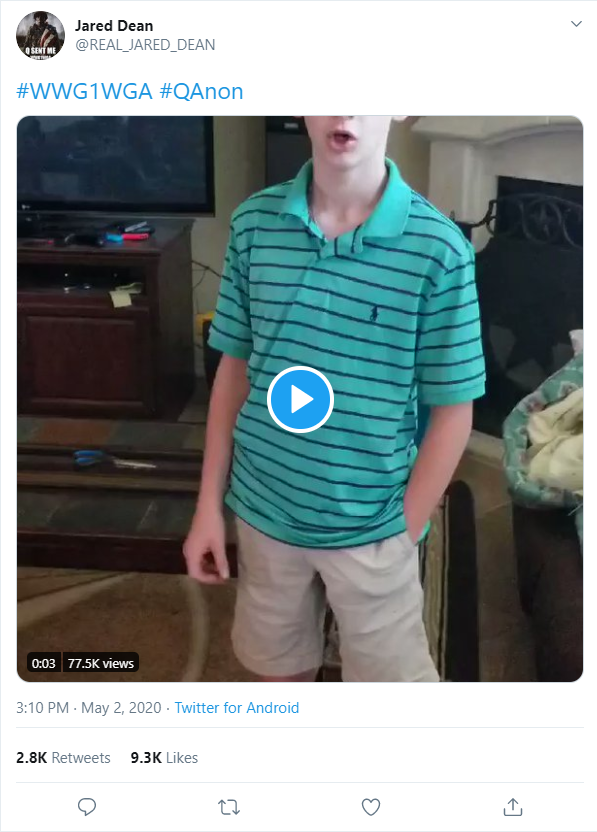 Jared Dean
@REAL_JARED_DEAN
Q SENT ME
#WWG1WGA #QAnon
0:03 77.5K views
3:10 PM · May 2, 2020 · Twitter for Android
2.8K Retweets 9.3K Likes